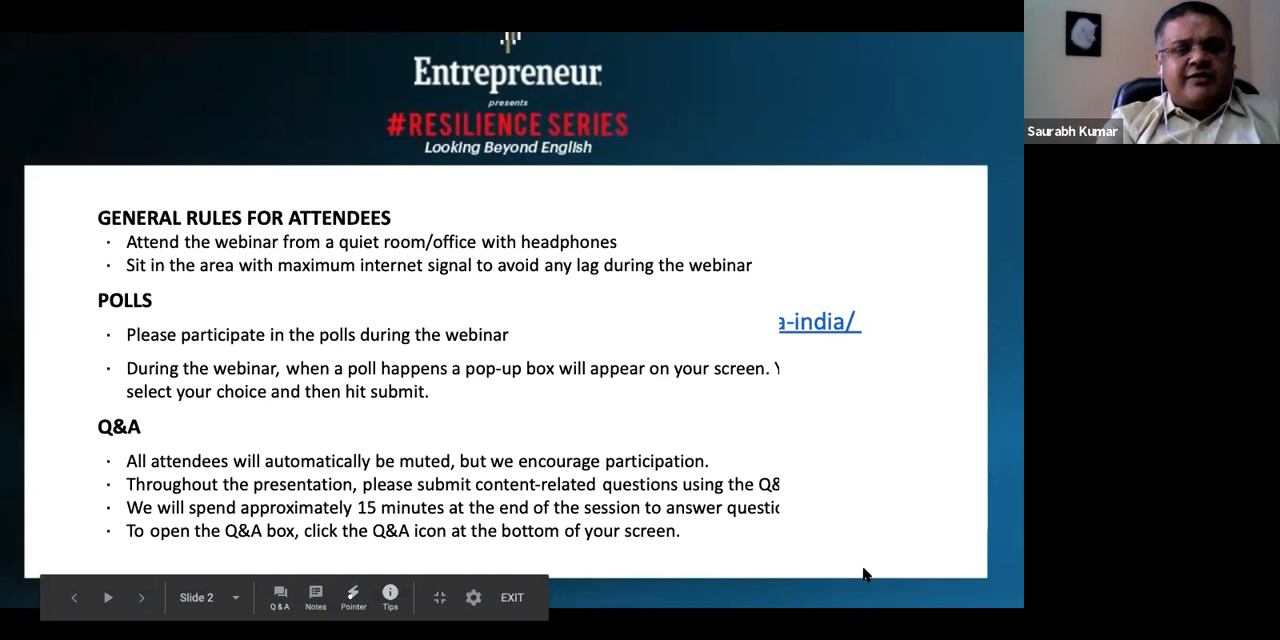 Entrepreneur
presents
#RESILIENCE SERIES
Looking Beyond English
Saurabh Kumar
GENERAL RULES FOR ATTENDEES
· Attend the webinar from a quiet room/office with headphones
· Sit in the area with maximum internet signal to avoid any lag during the webinar
POLLS
a-india/
· Please participate in the polls during the webinar
· During the webinar, when a poll happens a pop-up box will appear on your screen.
select your choice and then hit submit.
Q&A
· All attendees will automatically be muted, but we encourage participation.
· Throughout the presentation, please submit content-related questions using the
· We will spend approximately 15 minutes at the end of the session to answer
· To open the Q&A box, click the Q&A icon at the bottom of your screen.
Slide 2
Q & A
Notes
Pointer
Tips
EXIT